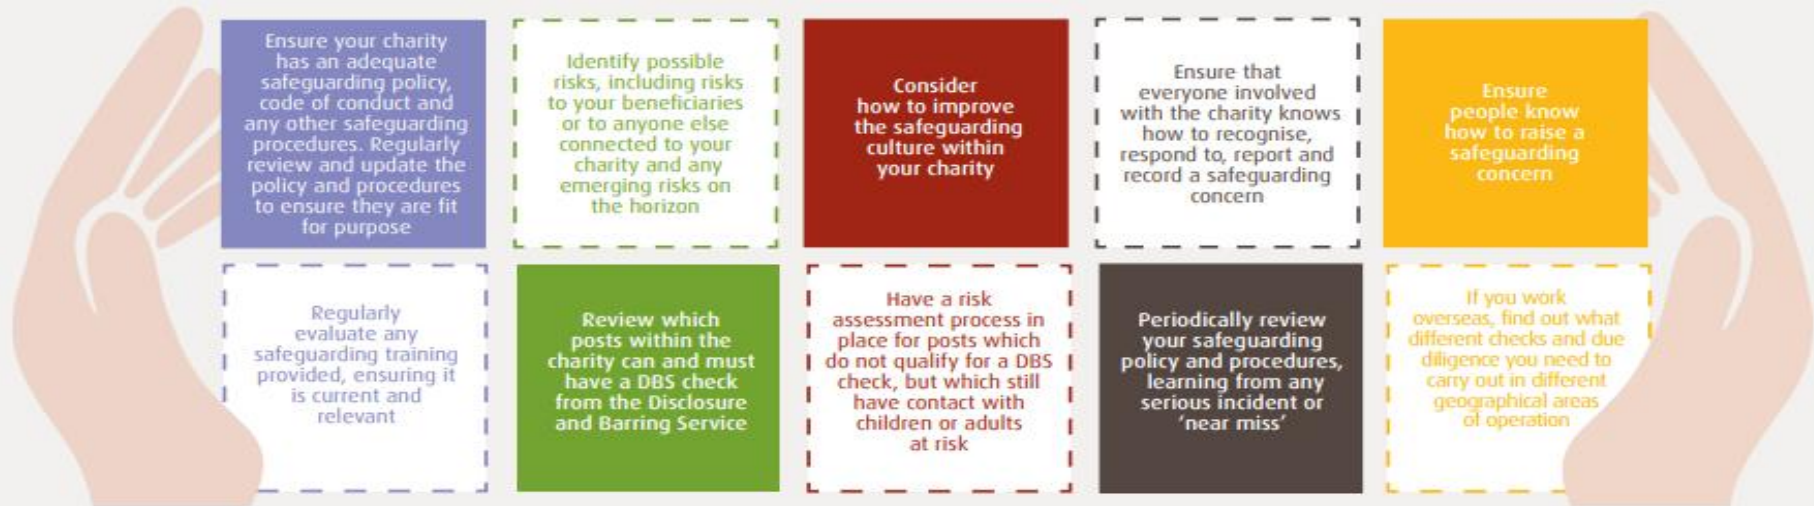 Ensure your charity
has an adequate
safeguarding policy,
code of conduct and
any other safeguarding
procedures. Regularly
review and update the
policy and procedures
to ensure they are fit
for purpose
Identify possible
risks, including risks
to your beneficiaries
or to anyone else
connected to your
charity and any
emerging risks on
the horizon
Consider
how to improve
the safeguarding
culture within
your charity
Ensure that
everyone involved
with the charity knows
how to recognise,
respond to, report and
record a safeguarding
concern
Ensure
people know
how to raise a
safeguarding
concern
Regularly
evaluate any
safeguarding training
provided, ensuring it
is current and
relevant
Review which
posts within the
charity can and must
have a DBS check
from the Disclosure
and Barring Service
Have a risk
assessment process in
place for posts which
do not qualify for a DBS
check, but which still
have contact with
children or adults
at risk
Periodically review
your safeguarding
policy and procedures,
learning from any
serious incident or
‘near miss’
If you work
overseas, find out what
different checks and due
diligence you need to
carry out in different
geographical areas
of operation